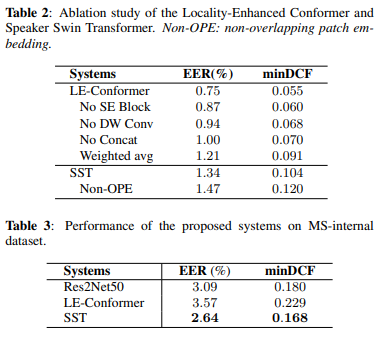 Table 2: Ablation study of the Locality-Enhanced Conformer and
Speaker Swin Transformer. Non-OPE: non-overlapping patch em-
bedding.
Systems EER(%) minDCF
LE-Conformer 0.75 0.055
No SE Block 0.87 0.060
No DW Conv 0.94 0.068
No Concat 1.00 0.070
Weighted avg 1.21 0.091
SST 1.34 0.104
Non-OPE 1.47 0.120
Table 3: Performance of the proposed systems on MS-internal
dataset.
Systems EER (%) minDCF
Res2Net50 3.09 0.180
LE-Conformer 3.57 0.229
SST 2.64 0.168